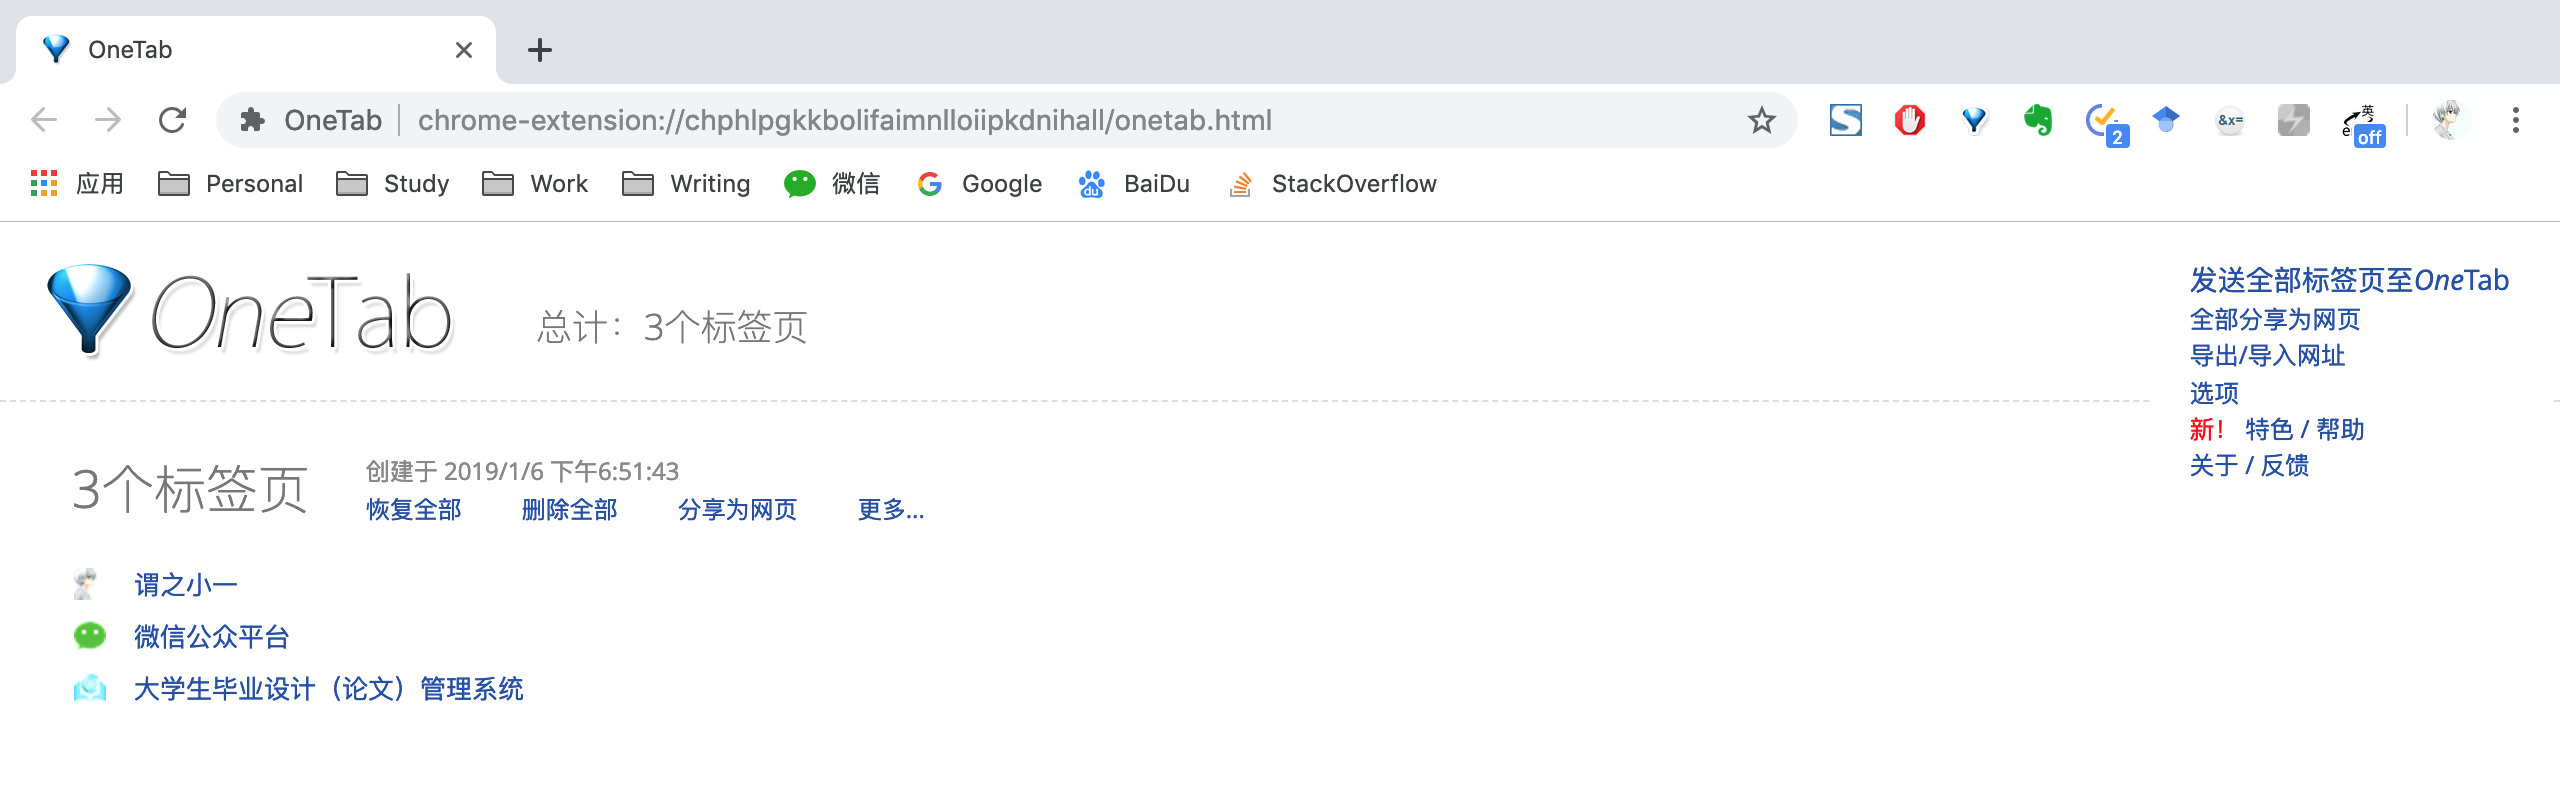 OneTab
OneTab chrome-extension://chphlpgkkbolifaimnlloiipkdnihall/onetab.html
&x=
2
英
e
off
应用 Personal Study Work Writing 微信 Google BaiDu StackOverflow
OneTab 总计：3个标签页
发送全部标签页至OneTab
全部分享为网页
导出/导入网址
选项
新！ 特色 / 帮助
关于 / 反馈
3个标签页
创建于 2019/1/6 下午6:51:43
恢复全部 删除全部 分享为网页 更多...
谓之小一
微信公众平台
大学生毕业设计（论文）管理系统